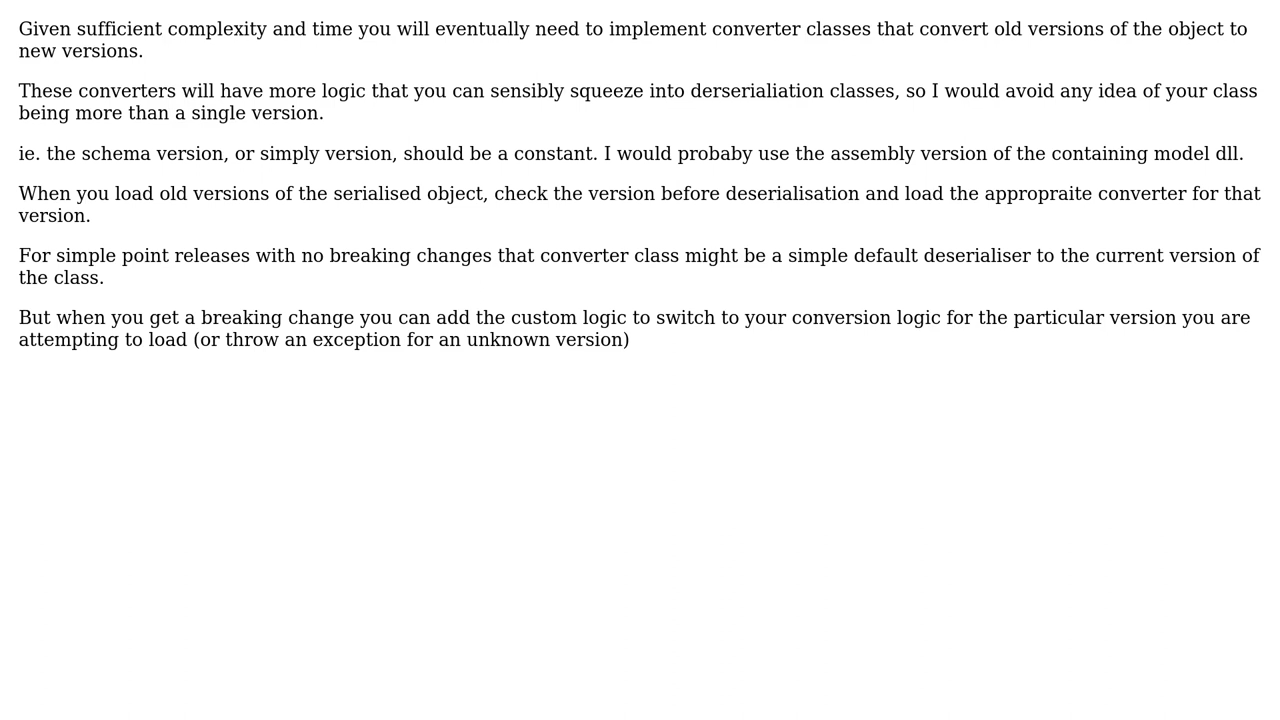 Given sufficient complexity and time you will eventually need to implement converter classes that convert old versions of the object to
new versions.
These converters will have more logic that you can sensibly squeeze into derserialiation classes, so I would avoid any idea of your class
being more than a single version.
ie. the schema version, or simply version, should be a constant. I would probaby use the assembly version of the containing model dll.
When you load old versions of the serialised object, check the version before deserialisation and load the appropraite converter for that
version.
For simple point releases with no breaking changes that converter class might be a simple default deserialiser to the current version of
the class.
But when you get a breaking change you can add the custom logic to switch to your conversion logic for the particular version you are
attempting to load (or throw an exception for an unknown version)